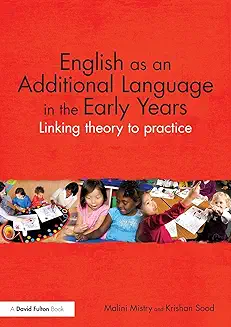 English as an
Additional Language
in the Early Years
Linking theory to practice
A David Fulton Book
Malini Mistry and Krishan Sood